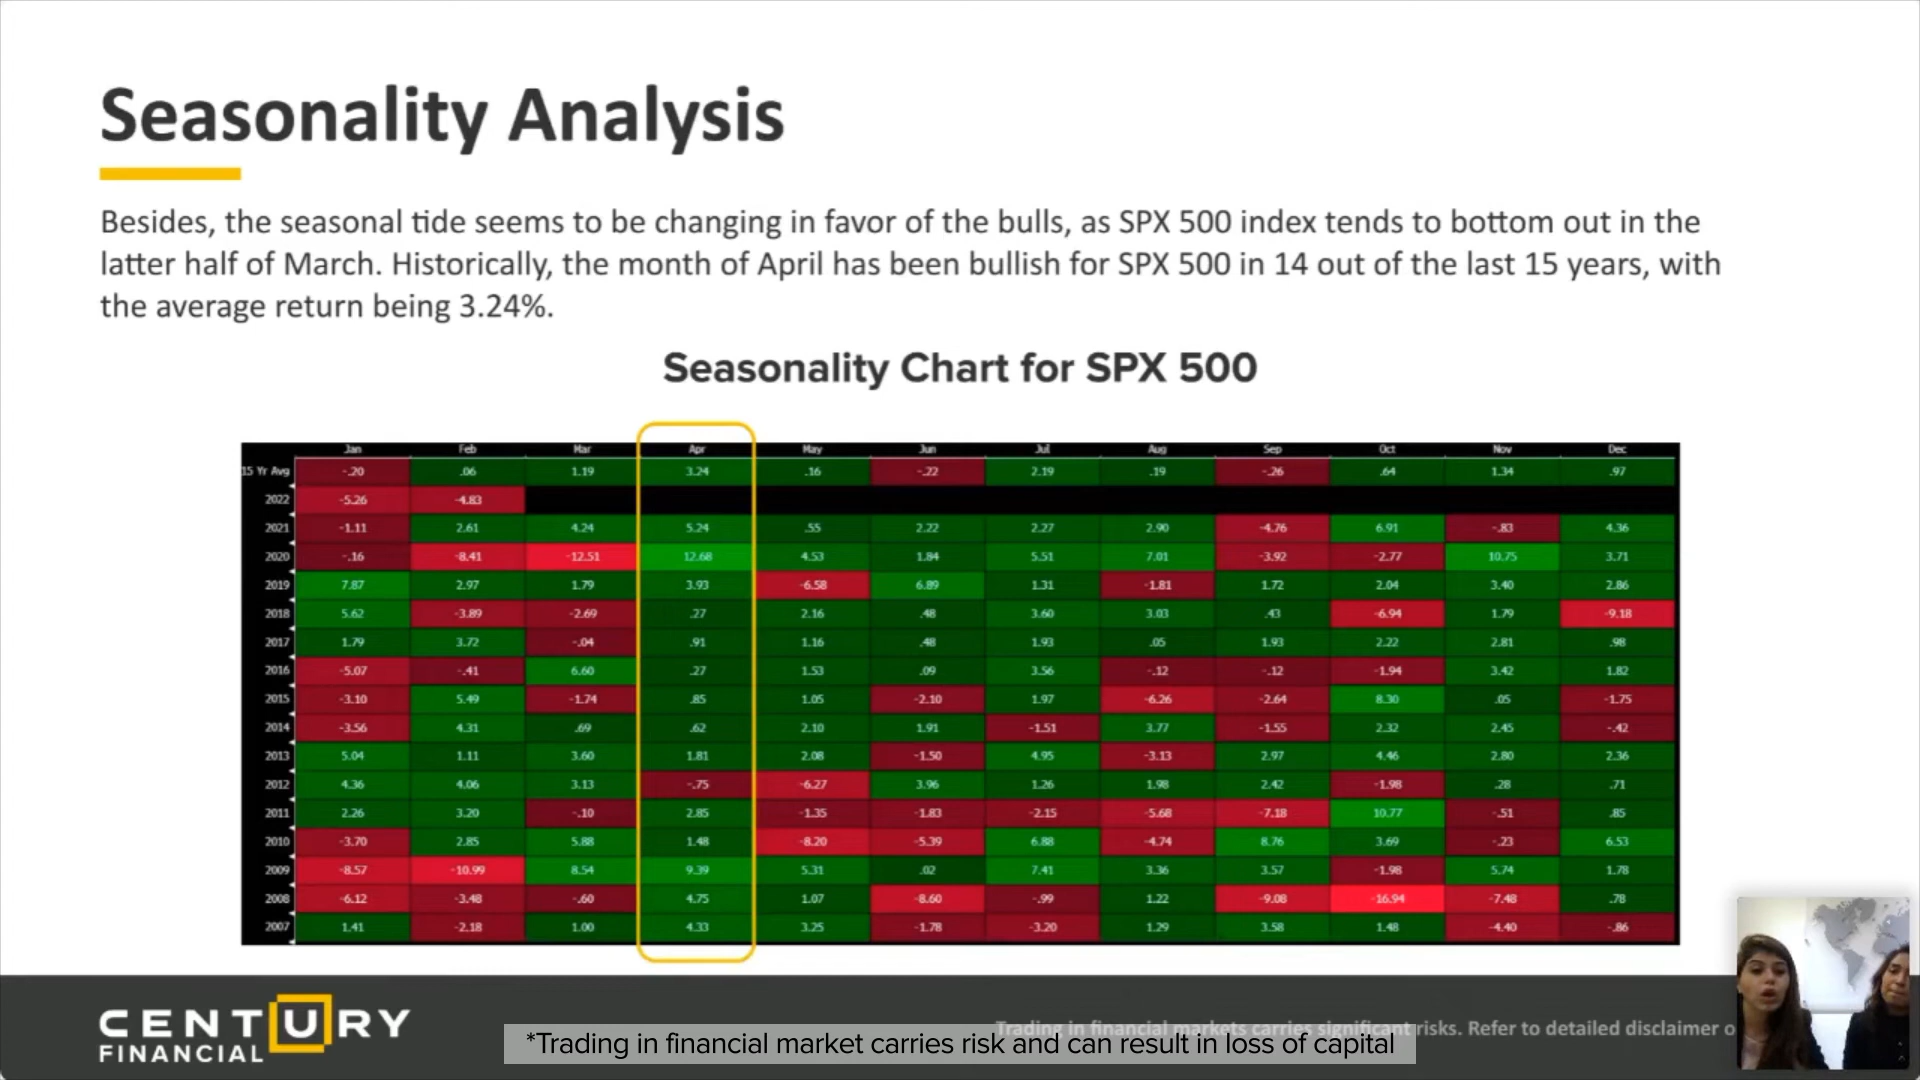 Seasonality Analysis
Besides, the seasonal tide seems to be changing in favor of the bulls, as SPX 500 index tends to bottom out in the
latter half of March. Historically, the month of April has been bullish for SPX 500 in 14 out of the last 15 years, with
the average return being 3.24%.
Seasonality Chart for SPX 500
Jan Feb Mar Apr May Jun Jul Aug Sep Oct Nov Dec
15 Yr Avg -.20 .06 1.19 3.24 .16 -.22 2.19 .19 -.26 .64 1.34 .97
2022 -5.26 -4.83
2021 -1.11 2.61 4.24 5.24 .55 2.22 2.27 2.90 -4.76 6.91 -.83 4.36
2020 -.16 -8.41 -12.51 12.68 4.53 1.84 5.51 7.01 -3.92 -2.77 10.75 3.71
2019 7.87 2.97 1.79 3.93 -6.58 6.89 1.31 -1.81 1.72 2.04 3.40 2.86
2018 5.62 -3.89 -2.69 .27 2.16 .48 3.60 3.03 .43 -6.94 1.79 -9.18
2017 1.79 3.72 -.04 .91 1.16 .48 1.93 .05 1.93 2.22 2.81 .98
2016 -5.07 -.41 6.60 .27 1.53 .09 3.56 -.12 -.12 -1.94 3.42 1.82
2015 -3.10 5.49 -1.74 .85 1.05 -2.10 1.97 -6.26 -2.64 8.30 .05 -1.75
2014 -3.56 4.31 .69 .62 2.10 1.91 -1.51 3.77 -1.55 2.32 2.45 -.42
2013 5.04 1.11 3.60 1.81 2.08 -1.50 4.95 -3.13 2.97 4.46 2.80 2.36
2012 4.36 4.06 3.13 -.75 -6.27 3.96 1.26 1.98 2.42 -1.98 .28 .71
2011 2.26 3.20 -.10 2.85 -1.35 -1.83 -2.15 -5.68 -7.18 10.77 -.51 .85
2010 -3.70 2.85 5.88 1.48 -8.20 -5.39 6.88 -4.74 8.76 3.69 -.23 6.53
2009 -8.57 -10.99 8.54 9.39 5.31 .02 7.41 3.36 3.57 -1.98 5.74 1.78
2008 -6.12 -3.48 -.60 4.75 1.07 -8.60 -.99 1.22 -9.08 -16.94 -7.48 .78
2007 1.41 -2.18 1.00 4.33 3.25 -1.78 -3.20 1.29 3.58 1.48 -4.40 -.86
CENTURY
FINANCIAL
Trading in financial markets carries significant risks. Refer to detailed disclaimer o
*Trading in financial market carries risk and can result in loss of capital